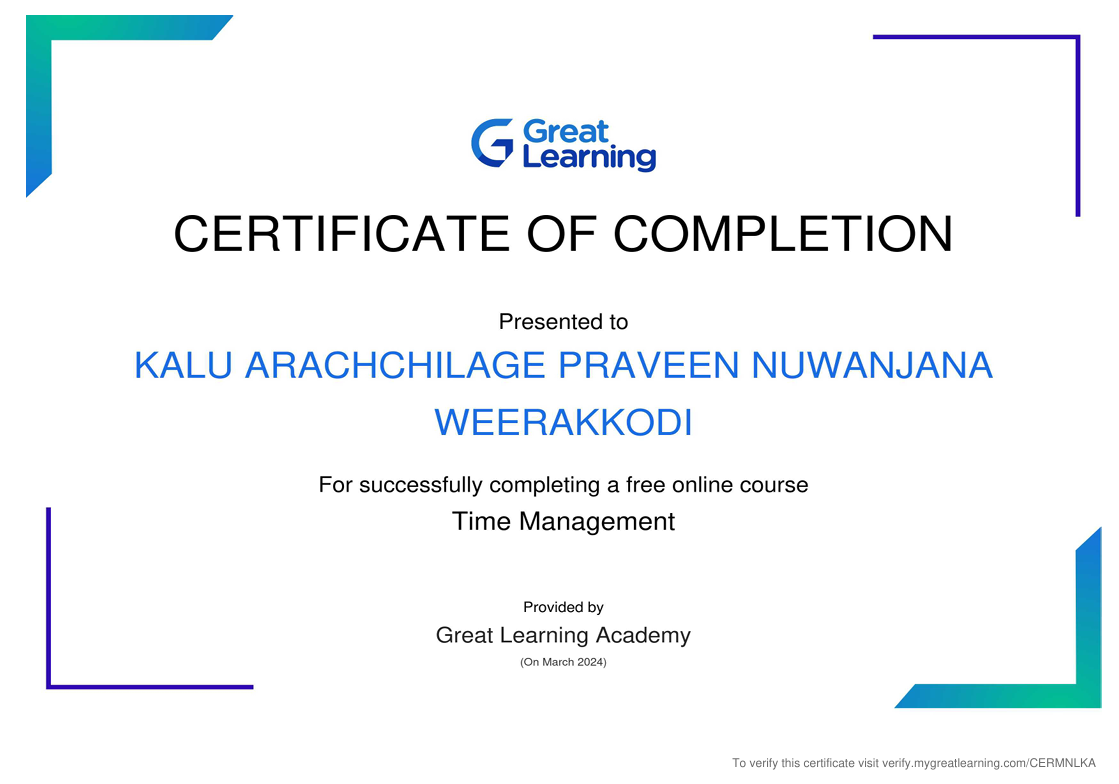 Great
Learning
CERTIFICATE OF COMPLETION
Presented to
KALU ARACHCHILAGE PRAVEEN NUWANJANA
WEERAKKODI
For successfully completing a free online course
Time Management
Provided by
Great Learning Academy
(On March 2024)
To verify this certificate visit verify.mygreatlearning.com/CERMNLKA